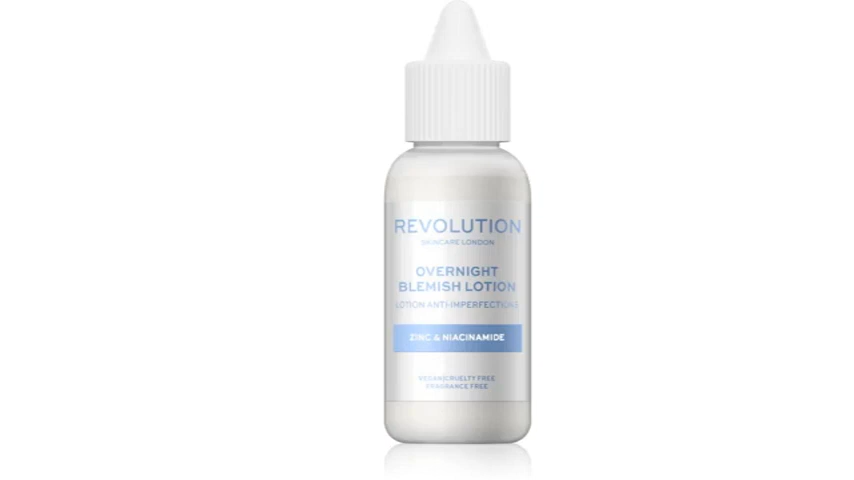 REVOLUTION
SKINCARE LONDON
OVERNIGHT
BLEMISH LOTION
LOTION ANTI-IMPERFECTIONS
ZINC & NIACINAMIDE
VEGAN|CRUELTY FREE
FRAGRANCE FREE